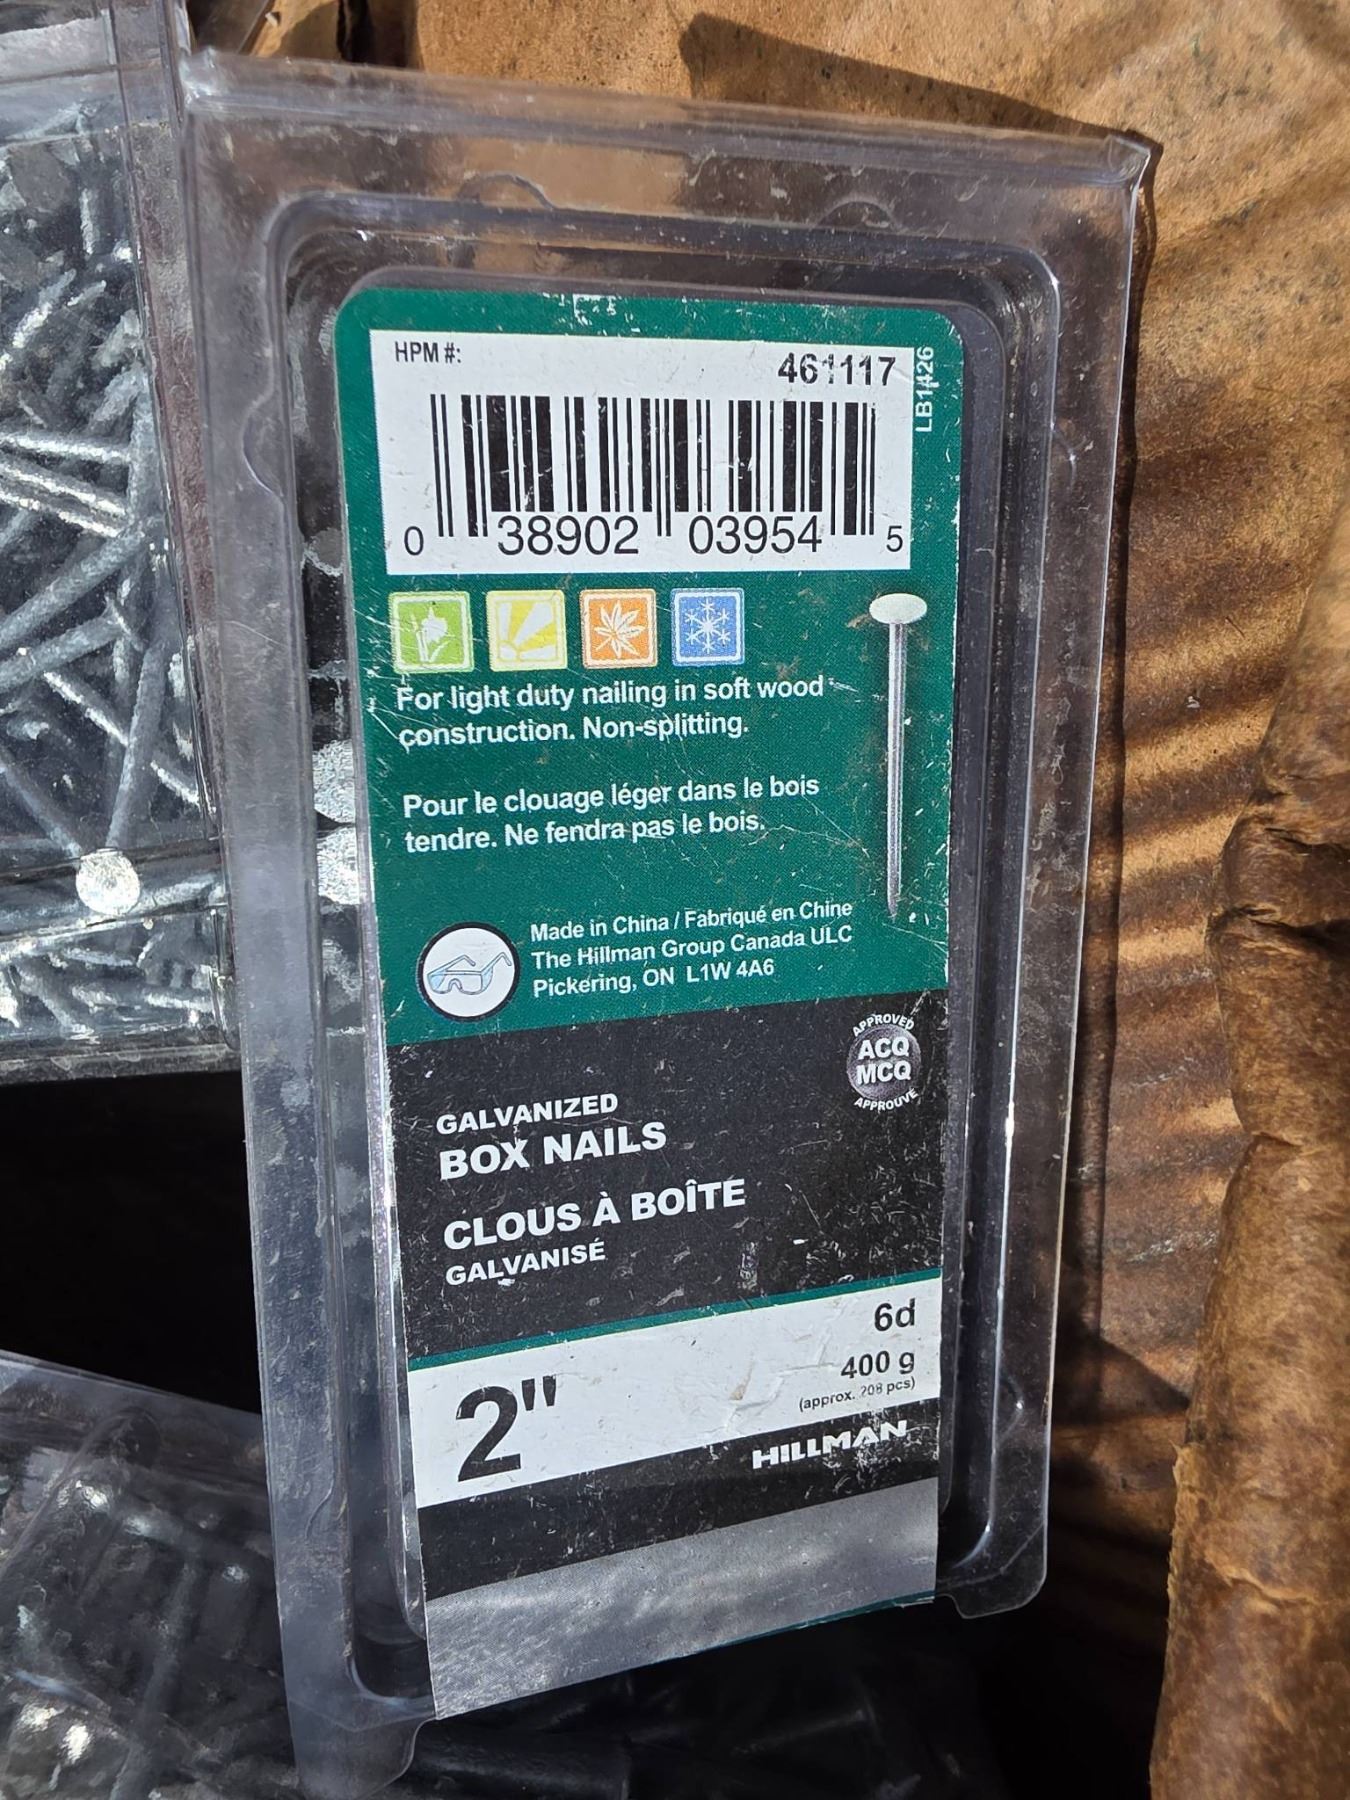 HPM #:
461117
LB1426
0 38902 03954 5
For light duty nailing in soft wood
construction. Non-splitting.
Pour le clouage léger dans le bois
tendre. Ne fendra pas le bois.
Made in China / Fabriqué en Chine
The Hillman Group Canada ULC
Pickering, ON L1W 4A6
APPROVED
ACQ
MCQ
APPROUVÉ
GALVANIZED
BOX NAILS
CLOUS À BOÎTE
GALVANISÉ
6d
2"
400 g
(approx. 208 pcs)
HILLMAN